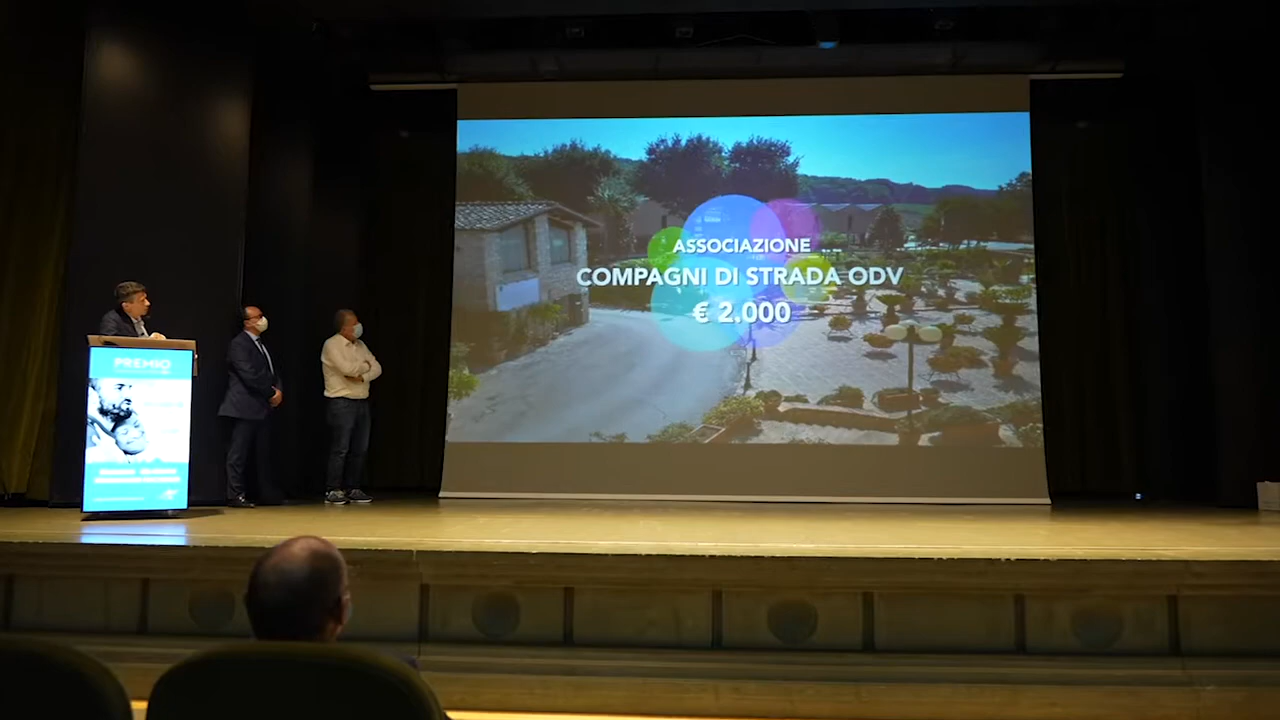 ASSOCIAZIONE
COMPAGNI DI STRADA ODV
€ 2.000
PREMIO